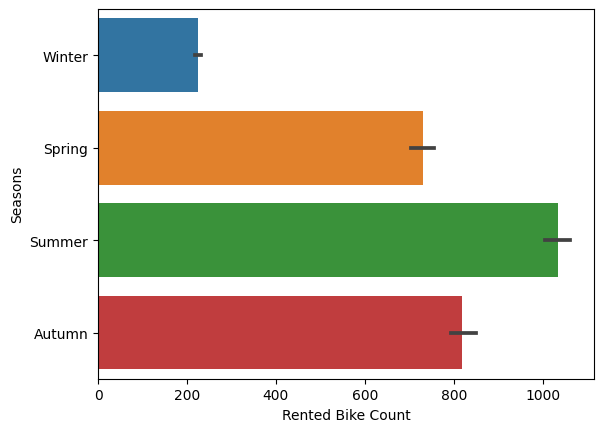 Winter
Spring
Summer
Autumn
Seasons
0 200 400 600 800 1000
Rented Bike Count